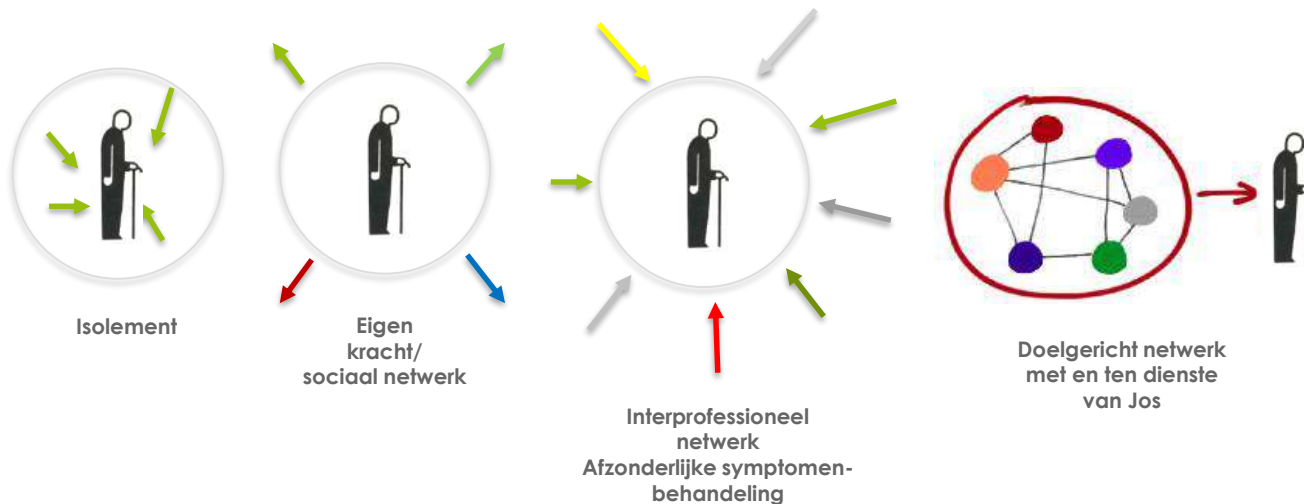 Isolement
Eigen
kracht/
sociaal netwerk
Interprofessioneel
netwerk
Afzonderlijke symptomen-
behandeling
Doelgericht netwerk
met en ten dienste
van Jos